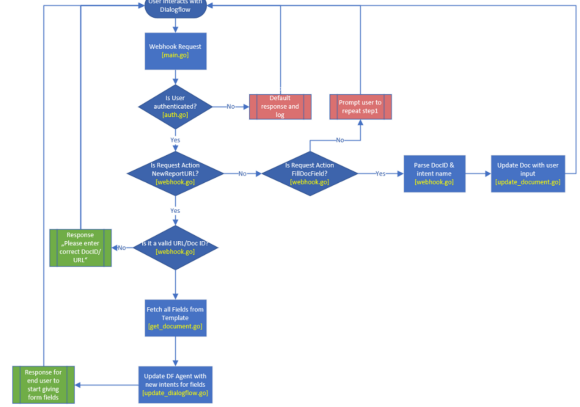 User interacts with
Dialogflow
Webhook Request
[main.go]
Is User
authenticated?
[auth.go]
No
Default
response and
log
Prompt user to
repeat step1
Yes
No
Is Request Action
NewReportURL?
[webhook.go]
No
Is Request Action
FillDocField?
[webhook.go]
Yes
Parse DocID &
intent name
[webhook.go]
Update Doc with user
input
[update_document.go]
Yes
Response
„Please enter
correct DocID/
URL"
No
Is it a valid URL/Doc ID?
[webhook.go]
Fetch all Fields from
Template
[get_document.go]
Response for
end user to
start giving
form fields
Update DF Agent with
new intents for fields
[update_dialogflow.go]